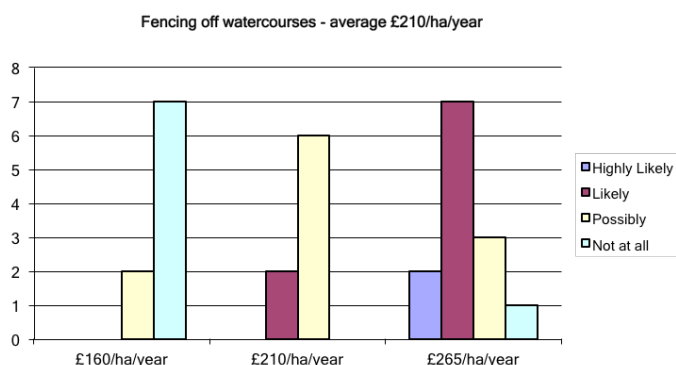 Fencing off watercourses - average £210/ha/year
8
7
6
5
4
3
2
1
0
£160/ha/year £210/ha/year £265/ha/year
Highly Likely
Likely
Possibly
Not at all